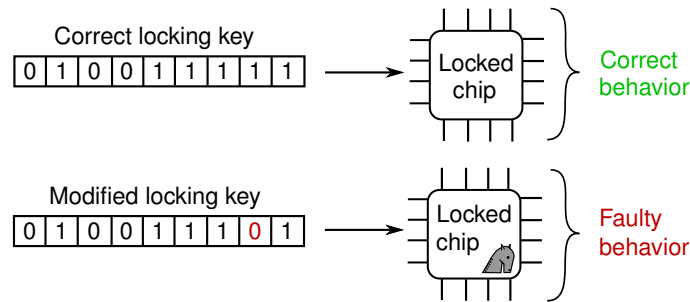 Correct locking key
0 1 0 0 1 1 1 1 1
Locked
chip
Correct
behavior
Modified locking key
0 1 0 0 1 1 1 0 1
Locked
chip
Faulty
behavior